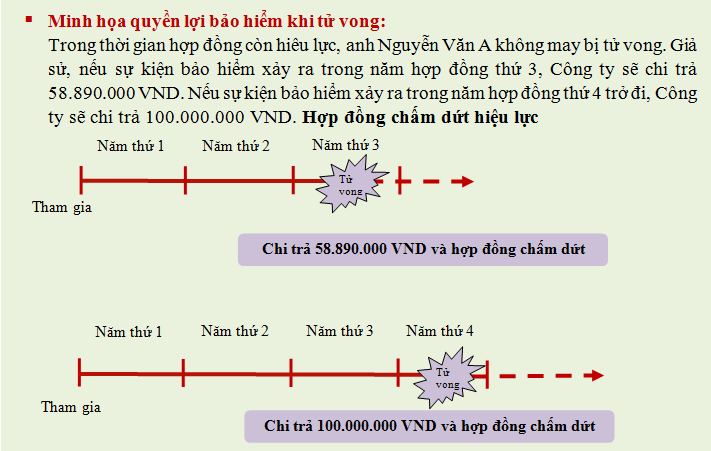 ▪ Minh họa quyền lợi bảo hiểm khi tử vong:
Trong thời gian hợp đồng còn hiêu lực, anh Nguyễn Văn A không may bị tử vong. Giả
sử, nếu sự kiện bảo hiểm xảy ra trong năm hợp đồng thứ 3, Công ty sẽ chi trả
58.890.000 VND. Nếu sự kiện bảo hiểm xảy ra trong năm hợp đồng thứ 4 trở đi, Công
ty sẽ chi trả 100.000.000 VND. Hợp đồng chấm dứt hiệu lực
Năm thứ 1 Năm thứ 2 Năm thứ 3
Tử
vong
Tham gia
Chi trả 58.890.000 VND và hợp đồng chấm dứt
Năm thứ 1 Năm thứ 2 Năm thứ 3 Năm thứ 4
Tử
vong
Tham gia
Chi trả 100.000.000 VND và hợp đồng chấm dứt